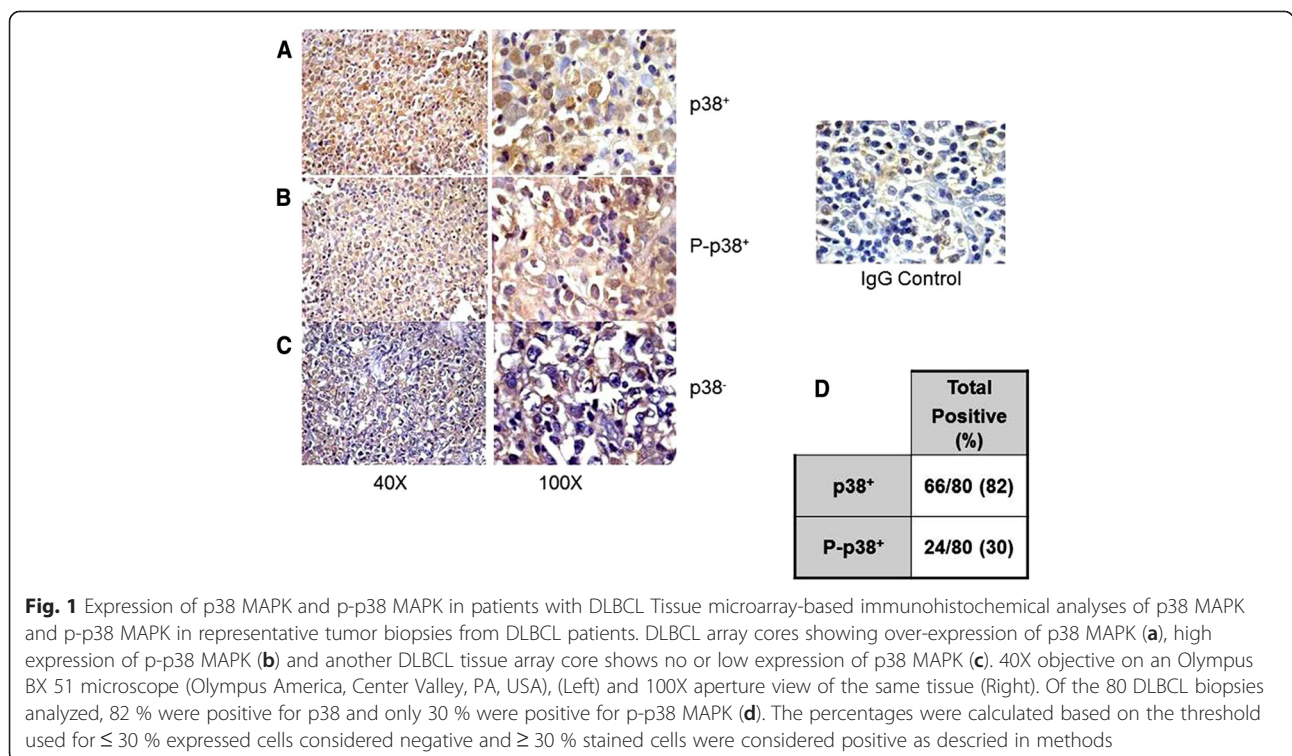 A
p38⁺
B
P-p38⁺
C
p38⁻
40X 100X
IgG Control
D
Total
Positive
(%)
p38⁺ 66/80 (82)
P-p38⁺ 24/80 (30)
Fig. 1 Expression of p38 MAPK and p-p38 MAPK in patients with DLBCL Tissue microarray-based immunohistochemical analyses of p38 MAPK
and p-p38 MAPK in representative tumor biopsies from DLBCL patients. DLBCL array cores showing over-expression of p38 MAPK (a), high
expression of p-p38 MAPK (b) and another DLBCL tissue array core shows no or low expression of p38 MAPK (c). 40X objective on an Olympus
BX 51 microscope (Olympus America, Center Valley, PA, USA), (Left) and 100X aperture view of the same tissue (Right). Of the 80 DLBCL biopsies
analyzed, 82 % were positive for p38 and only 30 % were positive for p-p38 MAPK (d). The percentages were calculated based on the threshold
used for ≤ 30 % expressed cells considered negative and ≥ 30 % stained cells were considered positive as descried in methods